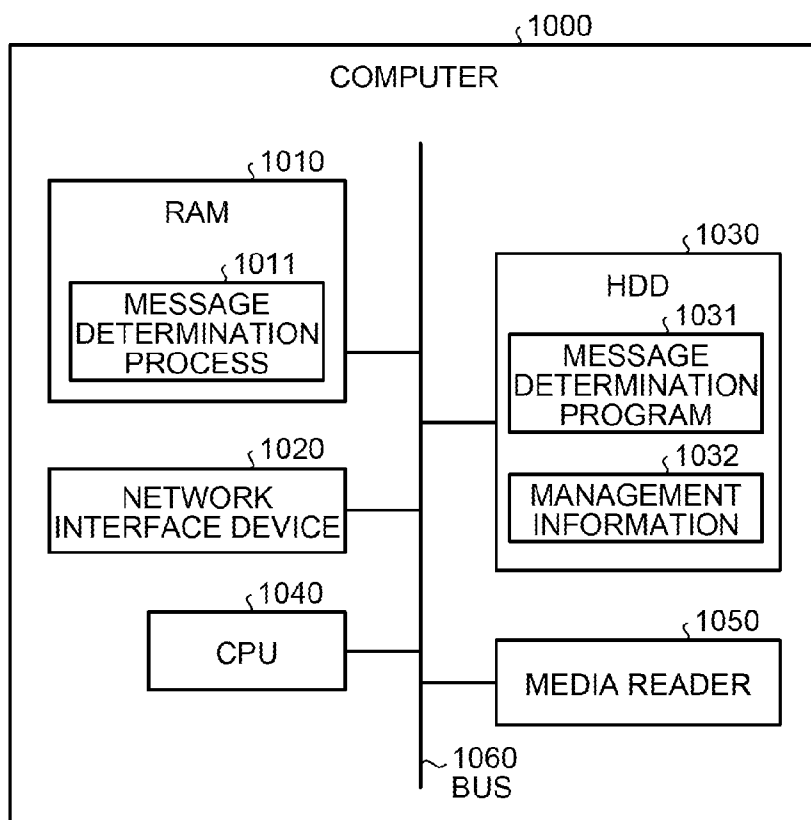 1000
COMPUTER
1010
RAM
1011
MESSAGE
DETERMINATION
PROCESS
1020
NETWORK
INTERFACE DEVICE
1040
CPU
1030
HDD
1031
MESSAGE
DETERMINATION
PROGRAM
1032
MANAGEMENT
INFORMATION
1050
MEDIA READER
1060
BUS